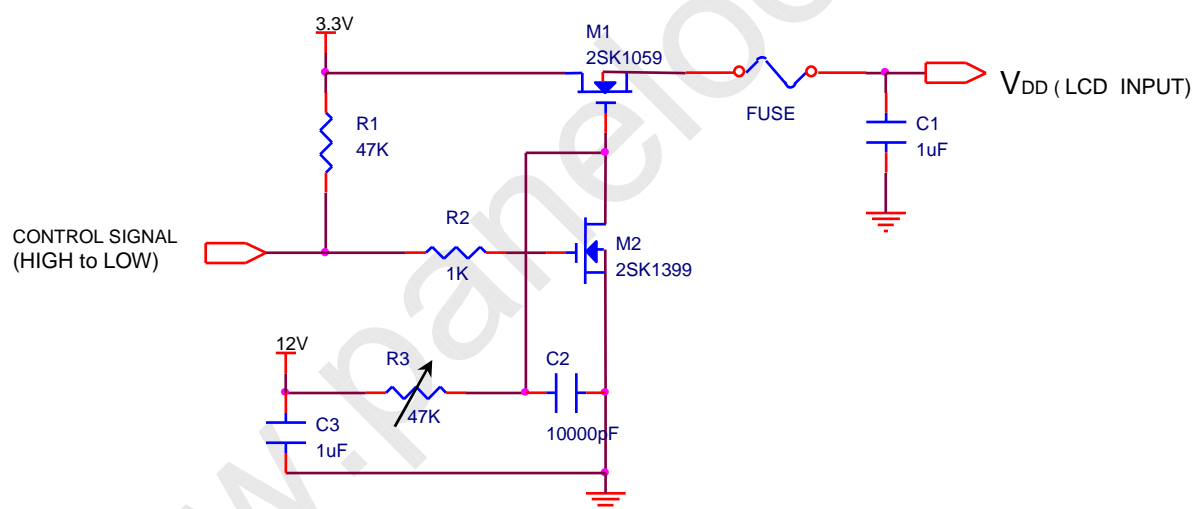 3.3V
M1
2SK1059
FUSE
VDD ( LCD INPUT)
R1
47K
C1
1uF
CONTROL SIGNAL
(HIGH to LOW)
R2
1K
M2
2SK1399
12V
R3
47K
C2
10000pF
C3
1uF
w.paneloo